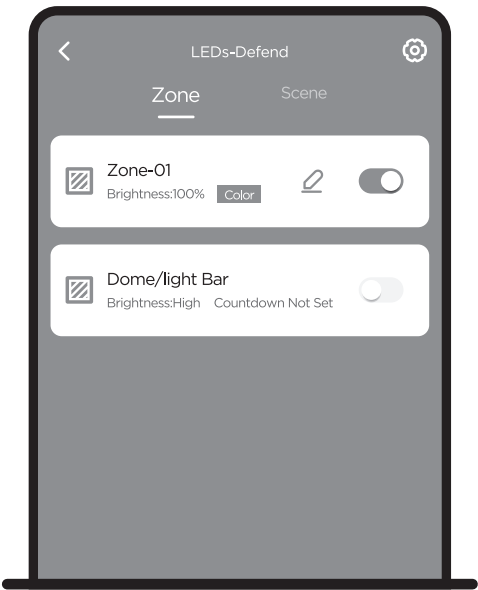 LEDs-Defend
Zone Scene
Zone-01
Brightness:100% Color
Dome/light Bar
Brightness:High Countdown Not Set